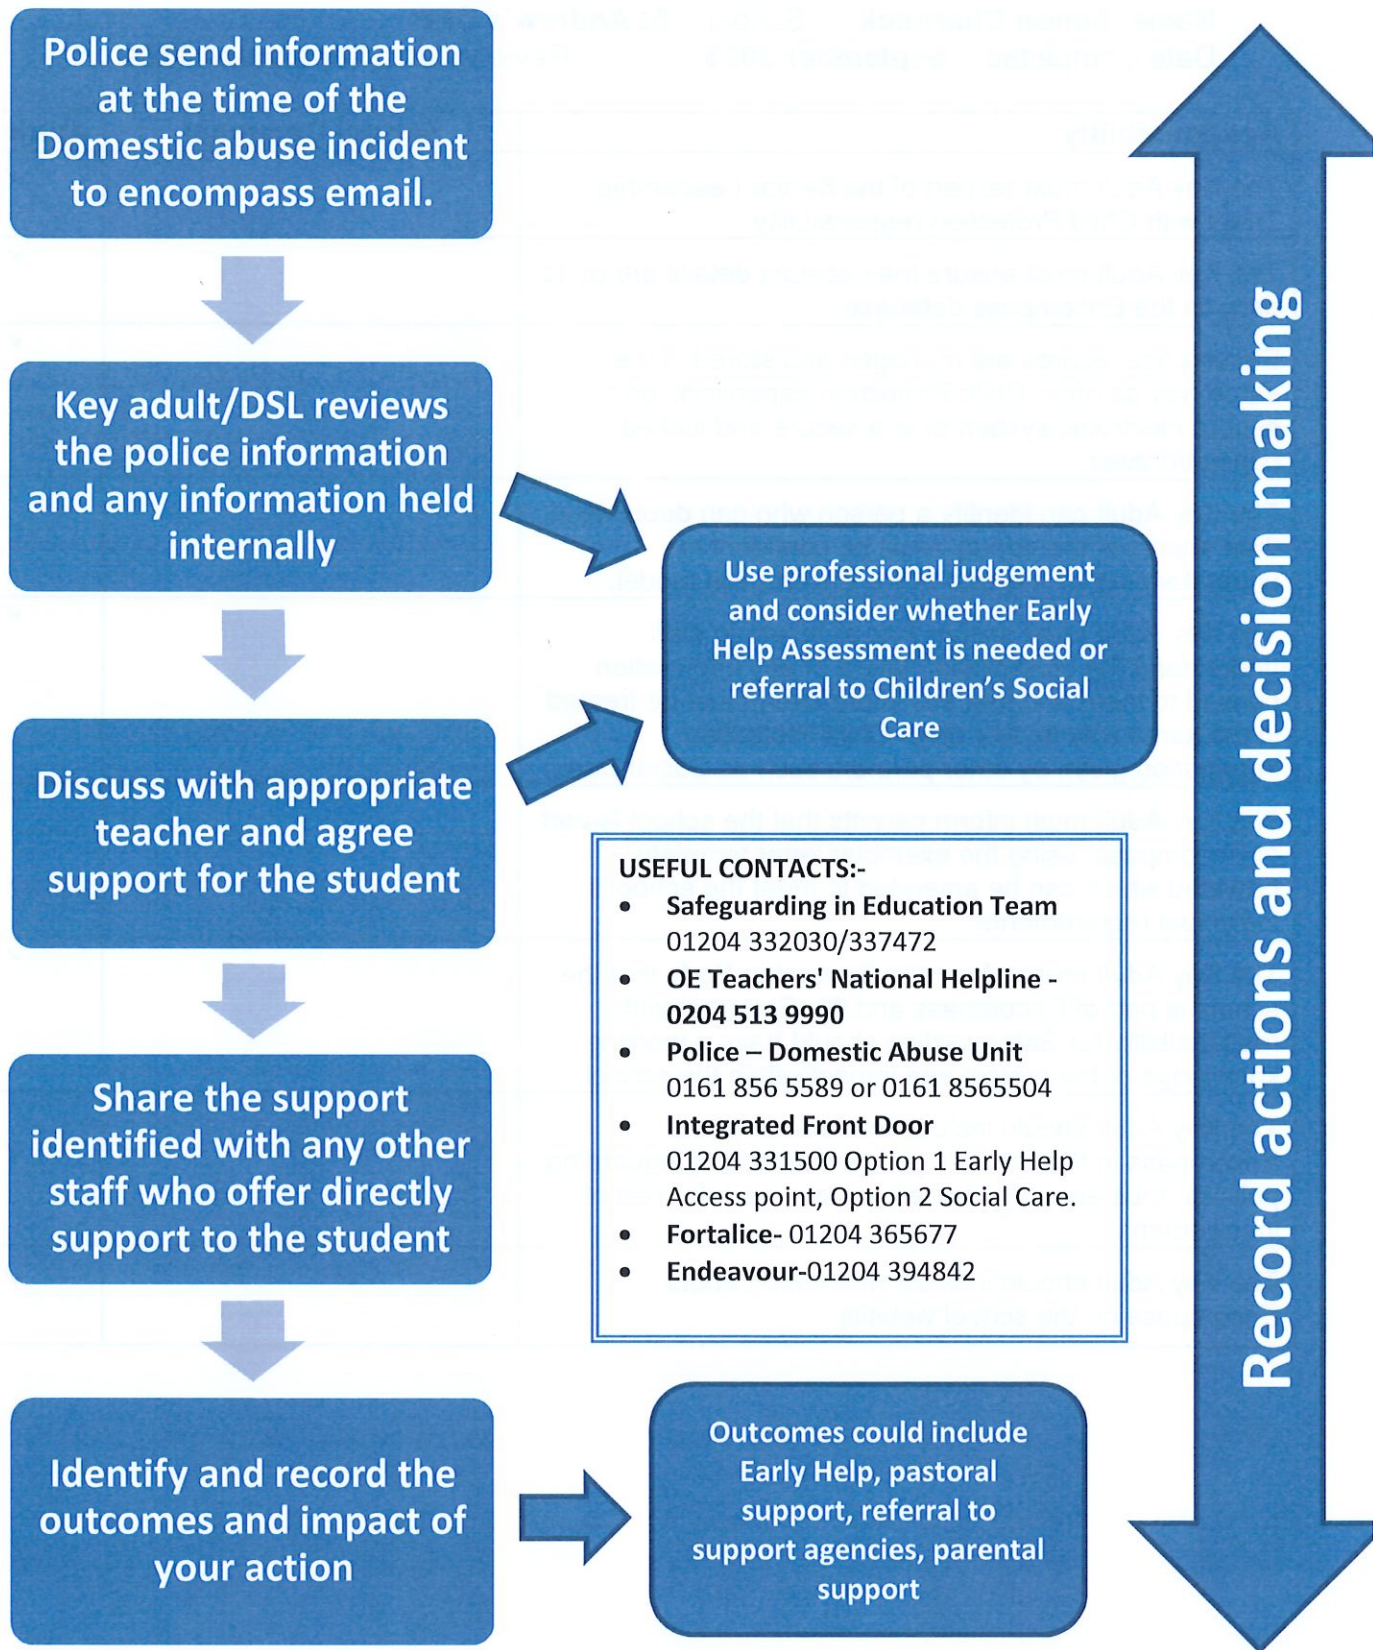 Police send information
at the time of the
Domestic abuse incident
to encompass email.
Key adult/DSL reviews
the police information
and any information held
internally
Use professional judgement
and consider whether Early
Help Assessment is needed or
referral to Children's Social
Care
Discuss with appropriate
teacher and agree
support for the student
USEFUL CONTACTS:-
• Safeguarding in Education Team
01204 332030/337472
• OE Teachers' National Helpline -
0204 513 9990
• Police – Domestic Abuse Unit
0161 856 5589 or 0161 8565504
• Integrated Front Door
01204 331500 Option 1 Early Help
Access point, Option 2 Social Care.
• Fortalice- 01204 365677
• Endeavour-01204 394842
Share the support
identified with any other
staff who offer directly
support to the student
Identify and record the
outcomes and impact of
your action
Outcomes could include
Early Help, pastoral
support, referral to
support agencies, parental
support
Record actions and decision making